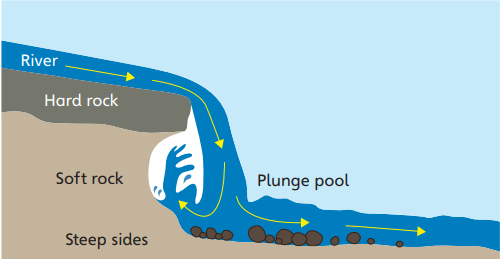 River
Hard rock
Soft rock
Plunge pool
Steep sides